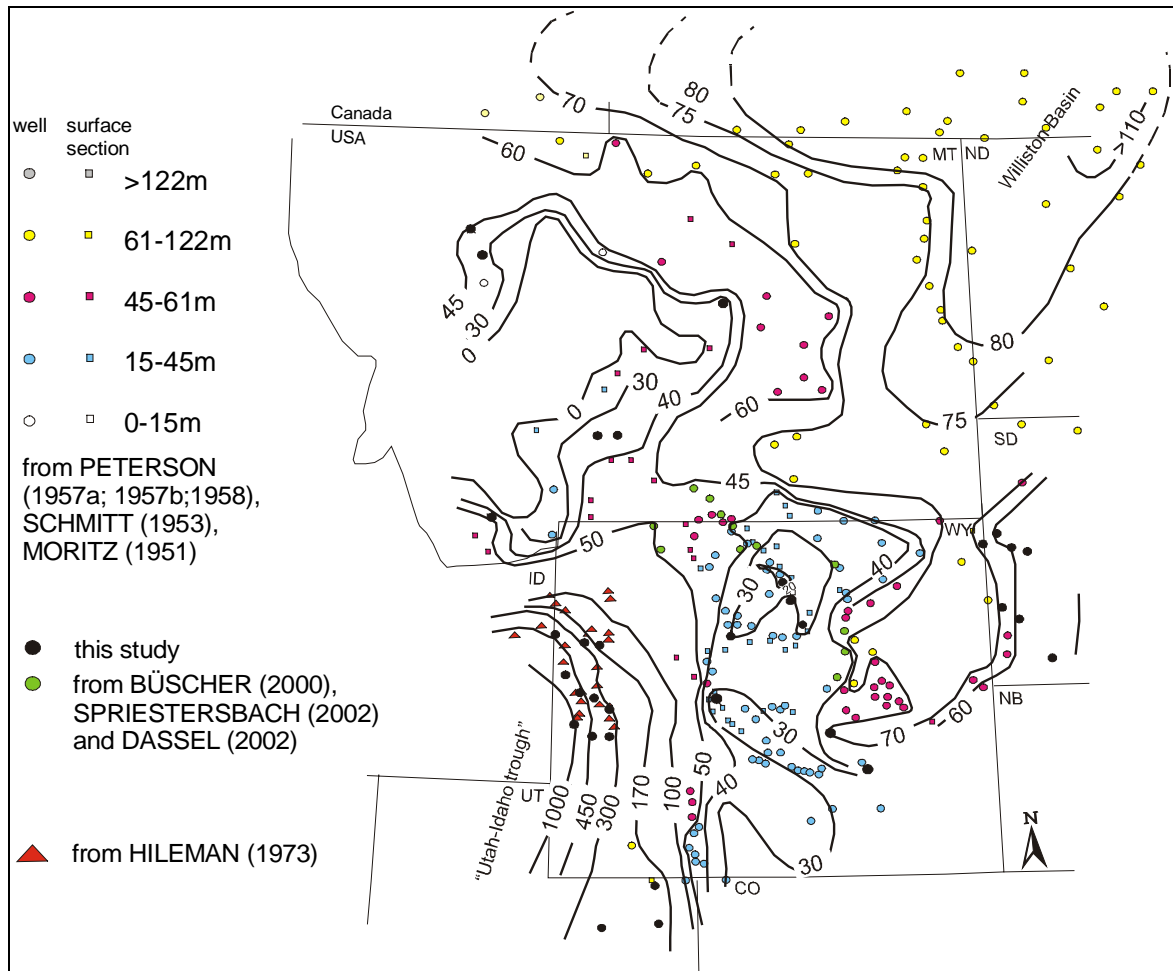 well
surface
section
>122m
61-122m
45-61m
15-45m
0-15m
from PETERSON
(1957a; 1957b;1958),
SCHMITT (1953),
MORITZ (1951)
this study
from BÜSCHER (2000),
SPRIESTERSBACH (2002)
and DASSEL (2002)
from HILEMAN (1973)
Canada
USA
70
80
75
60
MT
ND
Williston Basin
>110
45
30
0
80
30
40
0
60
75
SD
45
50
WY
ID
40
30
20
30
60
NB
70
"Utah-Idaho trough"
UT
1000
450
300
170
100
50
40
30
CO
N